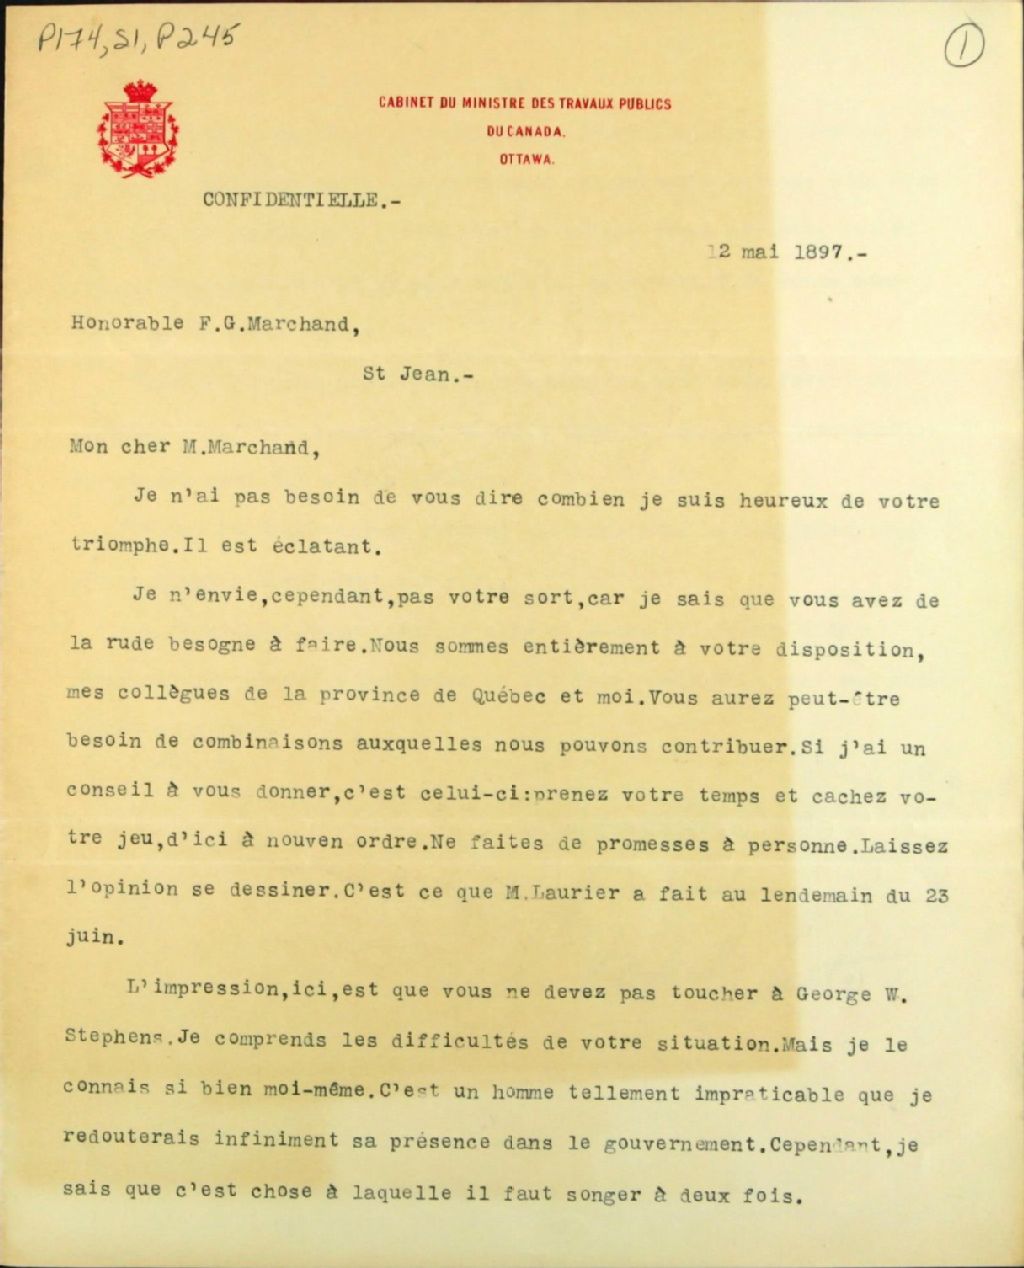 P174, S1, P245
1
CABINET DU MINISTRE DES TRAVAUX PUBLICS
DU CANADA.
OTTAWA.
CONFIDENTIELLE.-
12 mai 1897.-
Honorable F.G.Marchand,
St Jean.-
Mon cher M.Marchand,
Je n'ai pas besoin de vous dire combien je suis heureux de votre
triomphe.Il est éclatant.
Je n'envie,cependant,pas votre sort,car je sais que vous avez de
la rude besogne à faire.Nous sommes entièrement à votre disposition,
mes collègues de la province de Québec et moi.Vous aurez peut-être
besoin de combinaisons auxquelles nous pouvons contribuer.Si j'ai un
conseil à vous donner,c'est celui-ci:prenez votre temps et cachez vo-
tre jeu,d'ici à nouven ordre.Ne faites de promesses à personne.Laissez
l'opinion se dessiner.C'est ce que M.Laurier a fait au lendemain du 23
juin.
L'impression,ici,est que vous ne devez pas toucher à George W.
Stephens.Je comprends les difficultés de votre situation.Mais je le
connais si bien moi-même.C'est un homme tellement impraticable que je
redouterais infiniment sa présence dans le gouvernement.Cependant,je
sais que c'est chose à laquelle il faut songer à deux fois.